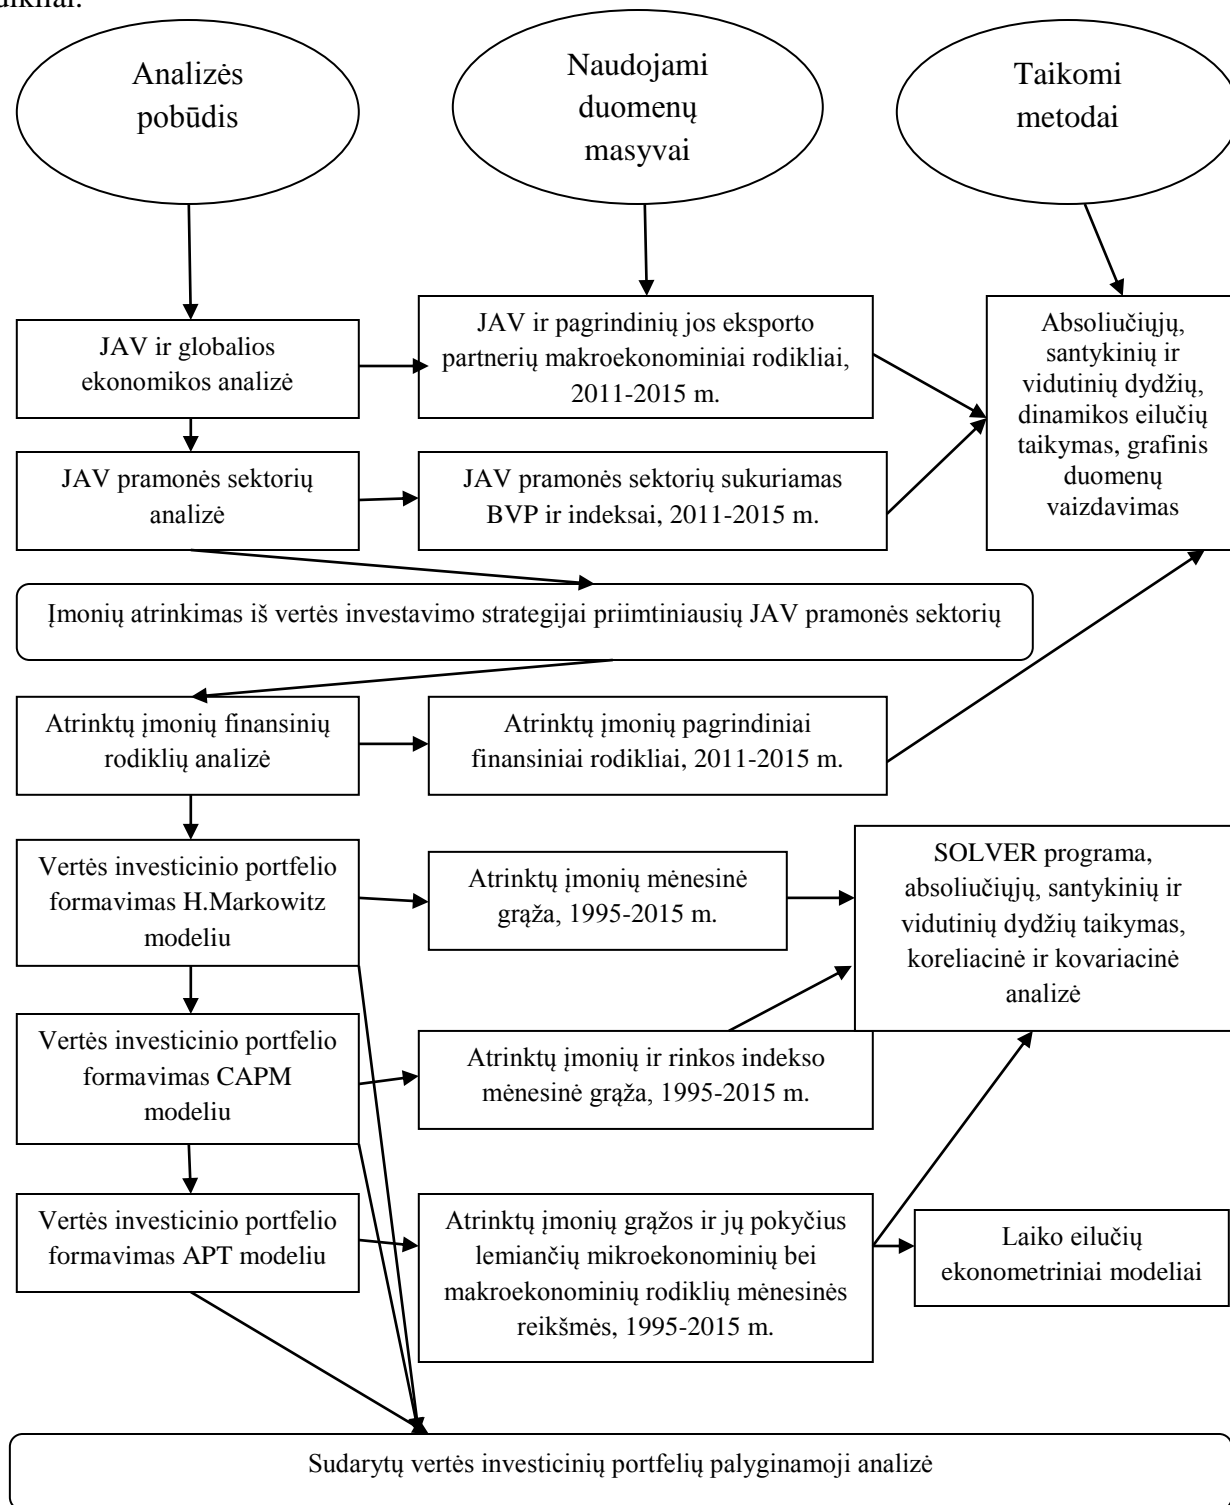 Analizės
pobūdis
Naudojami
duomenų
masyvai
Taikomi
metodai
JAV ir globalios
ekonomikos analizė
JAV ir pagrindinių jos eksporto
partnerių makroekonominiai rodikliai,
2011-2015 m.
Absoliučiųjų,
santykinių ir
vidutinių dydžių,
dinamikos eilučių
taikymas, grafinis
duomenų
vaizdavimas
JAV pramonės sektorių
analizė
JAV pramonės sektorių sukuriamas
BVP ir indeksai, 2011-2015 m.
Įmonių atrinkimas iš vertės investavimo strategijai priimtiniausių JAV pramonės sektorių
Atrinktų įmonių finansinių
rodiklių analizė
Atrinktų įmonių pagrindiniai
finansiniai rodikliai, 2011-2015 m.
Vertės investicinio portfelio
formavimas H.Markowitz
modeliu
Atrinktų įmonių mėnesinė
grąža, 1995-2015 m.
SOLVER programa,
absoliučiųjų, santykinių ir
vidutinių dydžių taikymas,
koreliacinė ir kovariacinė
analizė
Vertės investicinio portfelio
formavimas CAPM
modeliu
Atrinktų įmonių ir rinkos indekso
mėnesinė grąža, 1995-2015 m.
Vertės investicinio portfelio
formavimas APT modeliu
Atrinktų įmonių grąžos ir jų pokyčius
lemiančių mikroekonominių bei
makroekonominių rodiklių mėnesinės
reikšmės, 1995-2015 m.
Laiko eilučių
ekonometriniai modeliai
Sudarytų vertės investicinių portfelių palyginamoji analizė